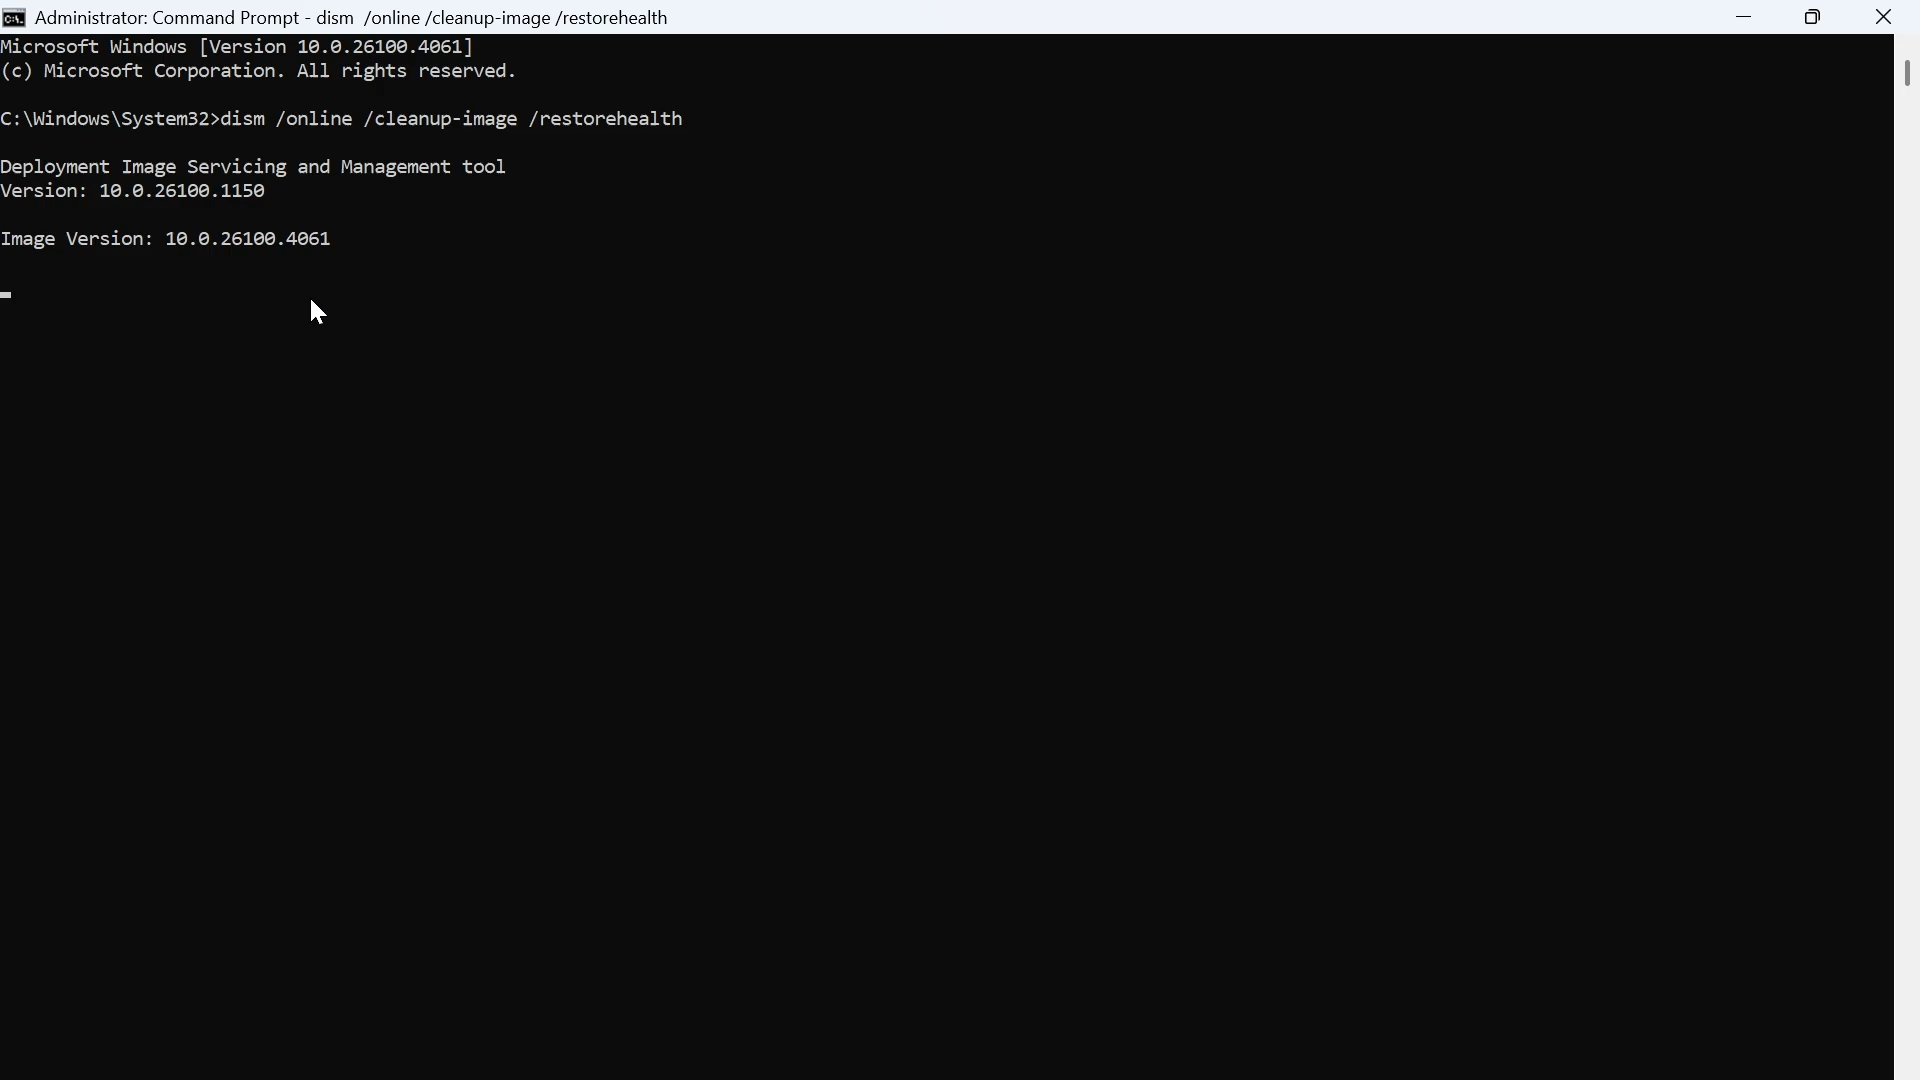 Administrator: Command Prompt - dism  /online /cleanup-image /restorehealth
Microsoft Windows [Version 10.0.26100.4061]
(c) Microsoft Corporation. All rights reserved.
C:\Windows\System32>dism /online /cleanup-image /restorehealth
Deployment Image Servicing and Management tool
Version: 10.0.26100.1150
Image Version: 10.0.26100.4061